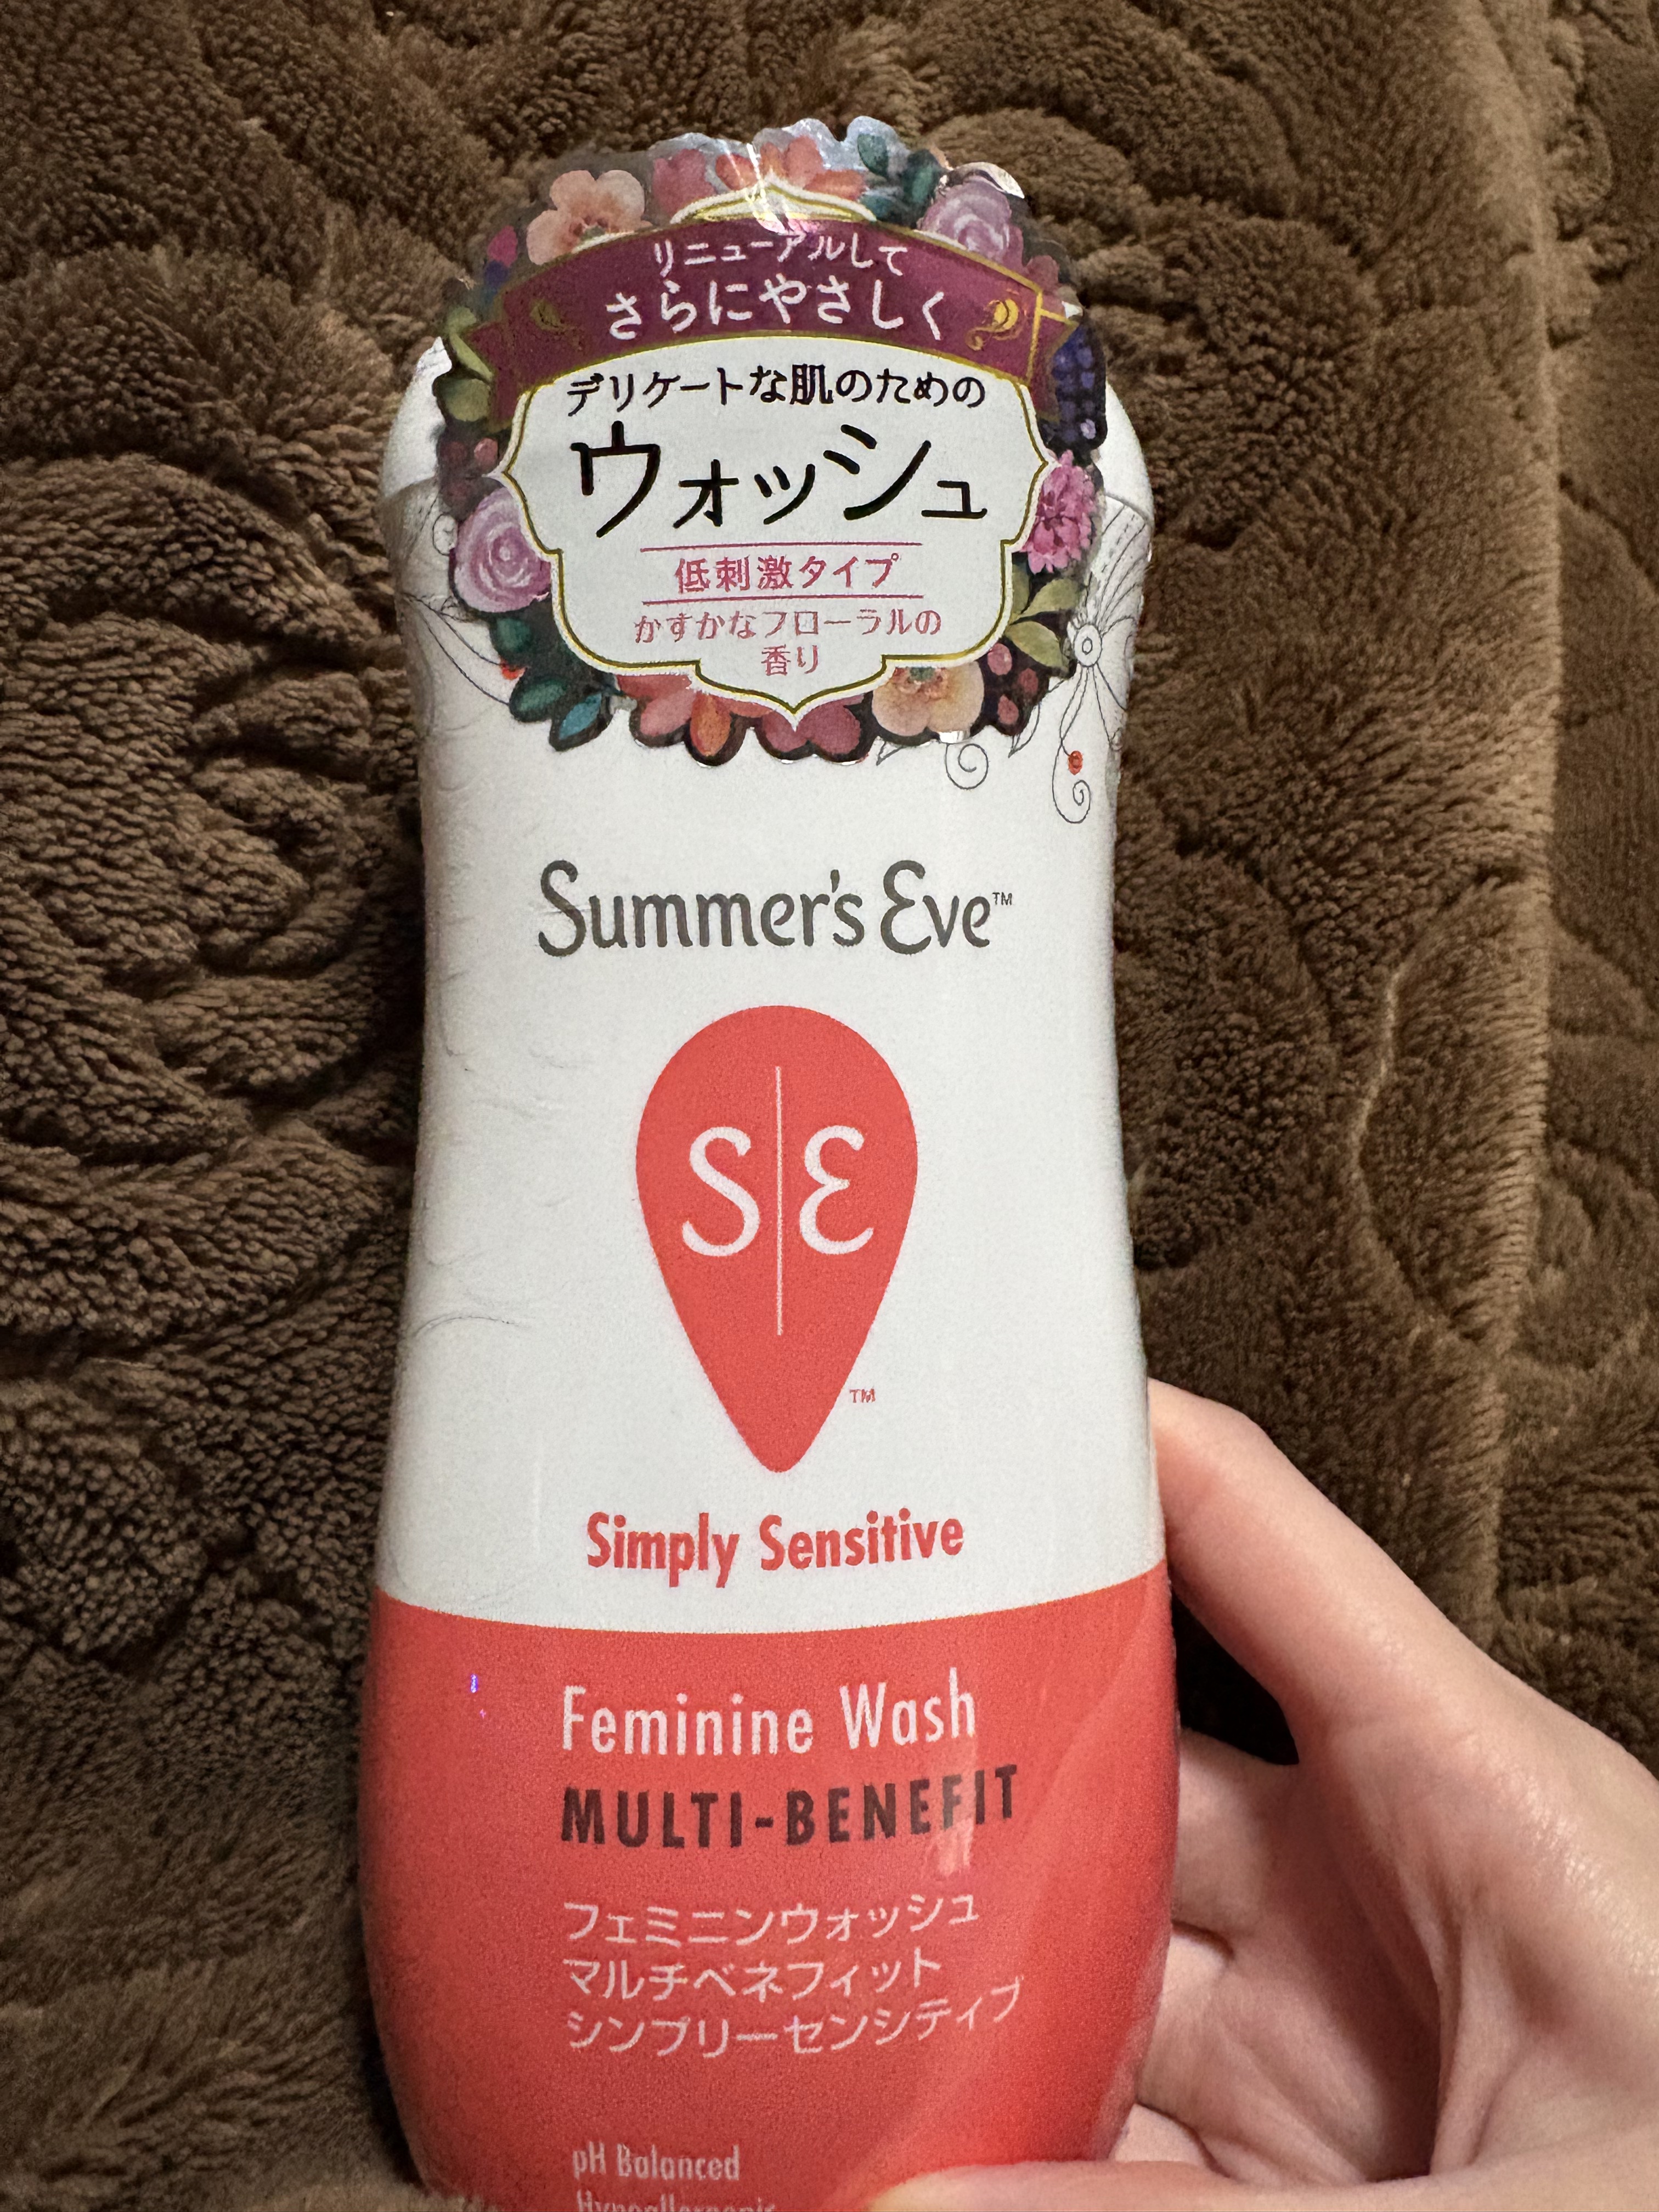 リニューアルして
さらにやさしく
デリケートな肌のための
ウォッシュ
低刺激タイプ
かすかなフローラルの
香り
Summer's Eve™
S|E
™
Simply Sensitive
Feminine Wash
MULTI-BENEFIT
フェミニンウォッシュ
マルチベネフィット
シンプリーセンシティブ
pH Balanced
Hypoallergenic